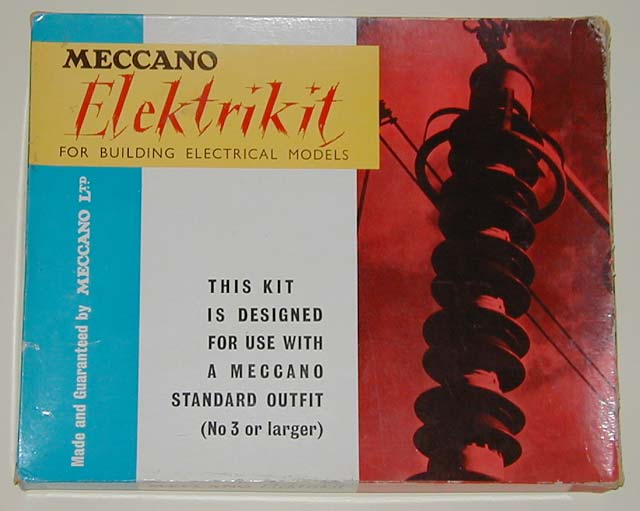 MECCANO
Elektrikit
FOR BUILDING ELECTRICAL MODELS
Made and Guaranteed by MECCANO LTD
THIS KIT
IS DESIGNED
FOR USE WITH
A MECCANO
STANDARD OUTFIT
(No 3 or larger)